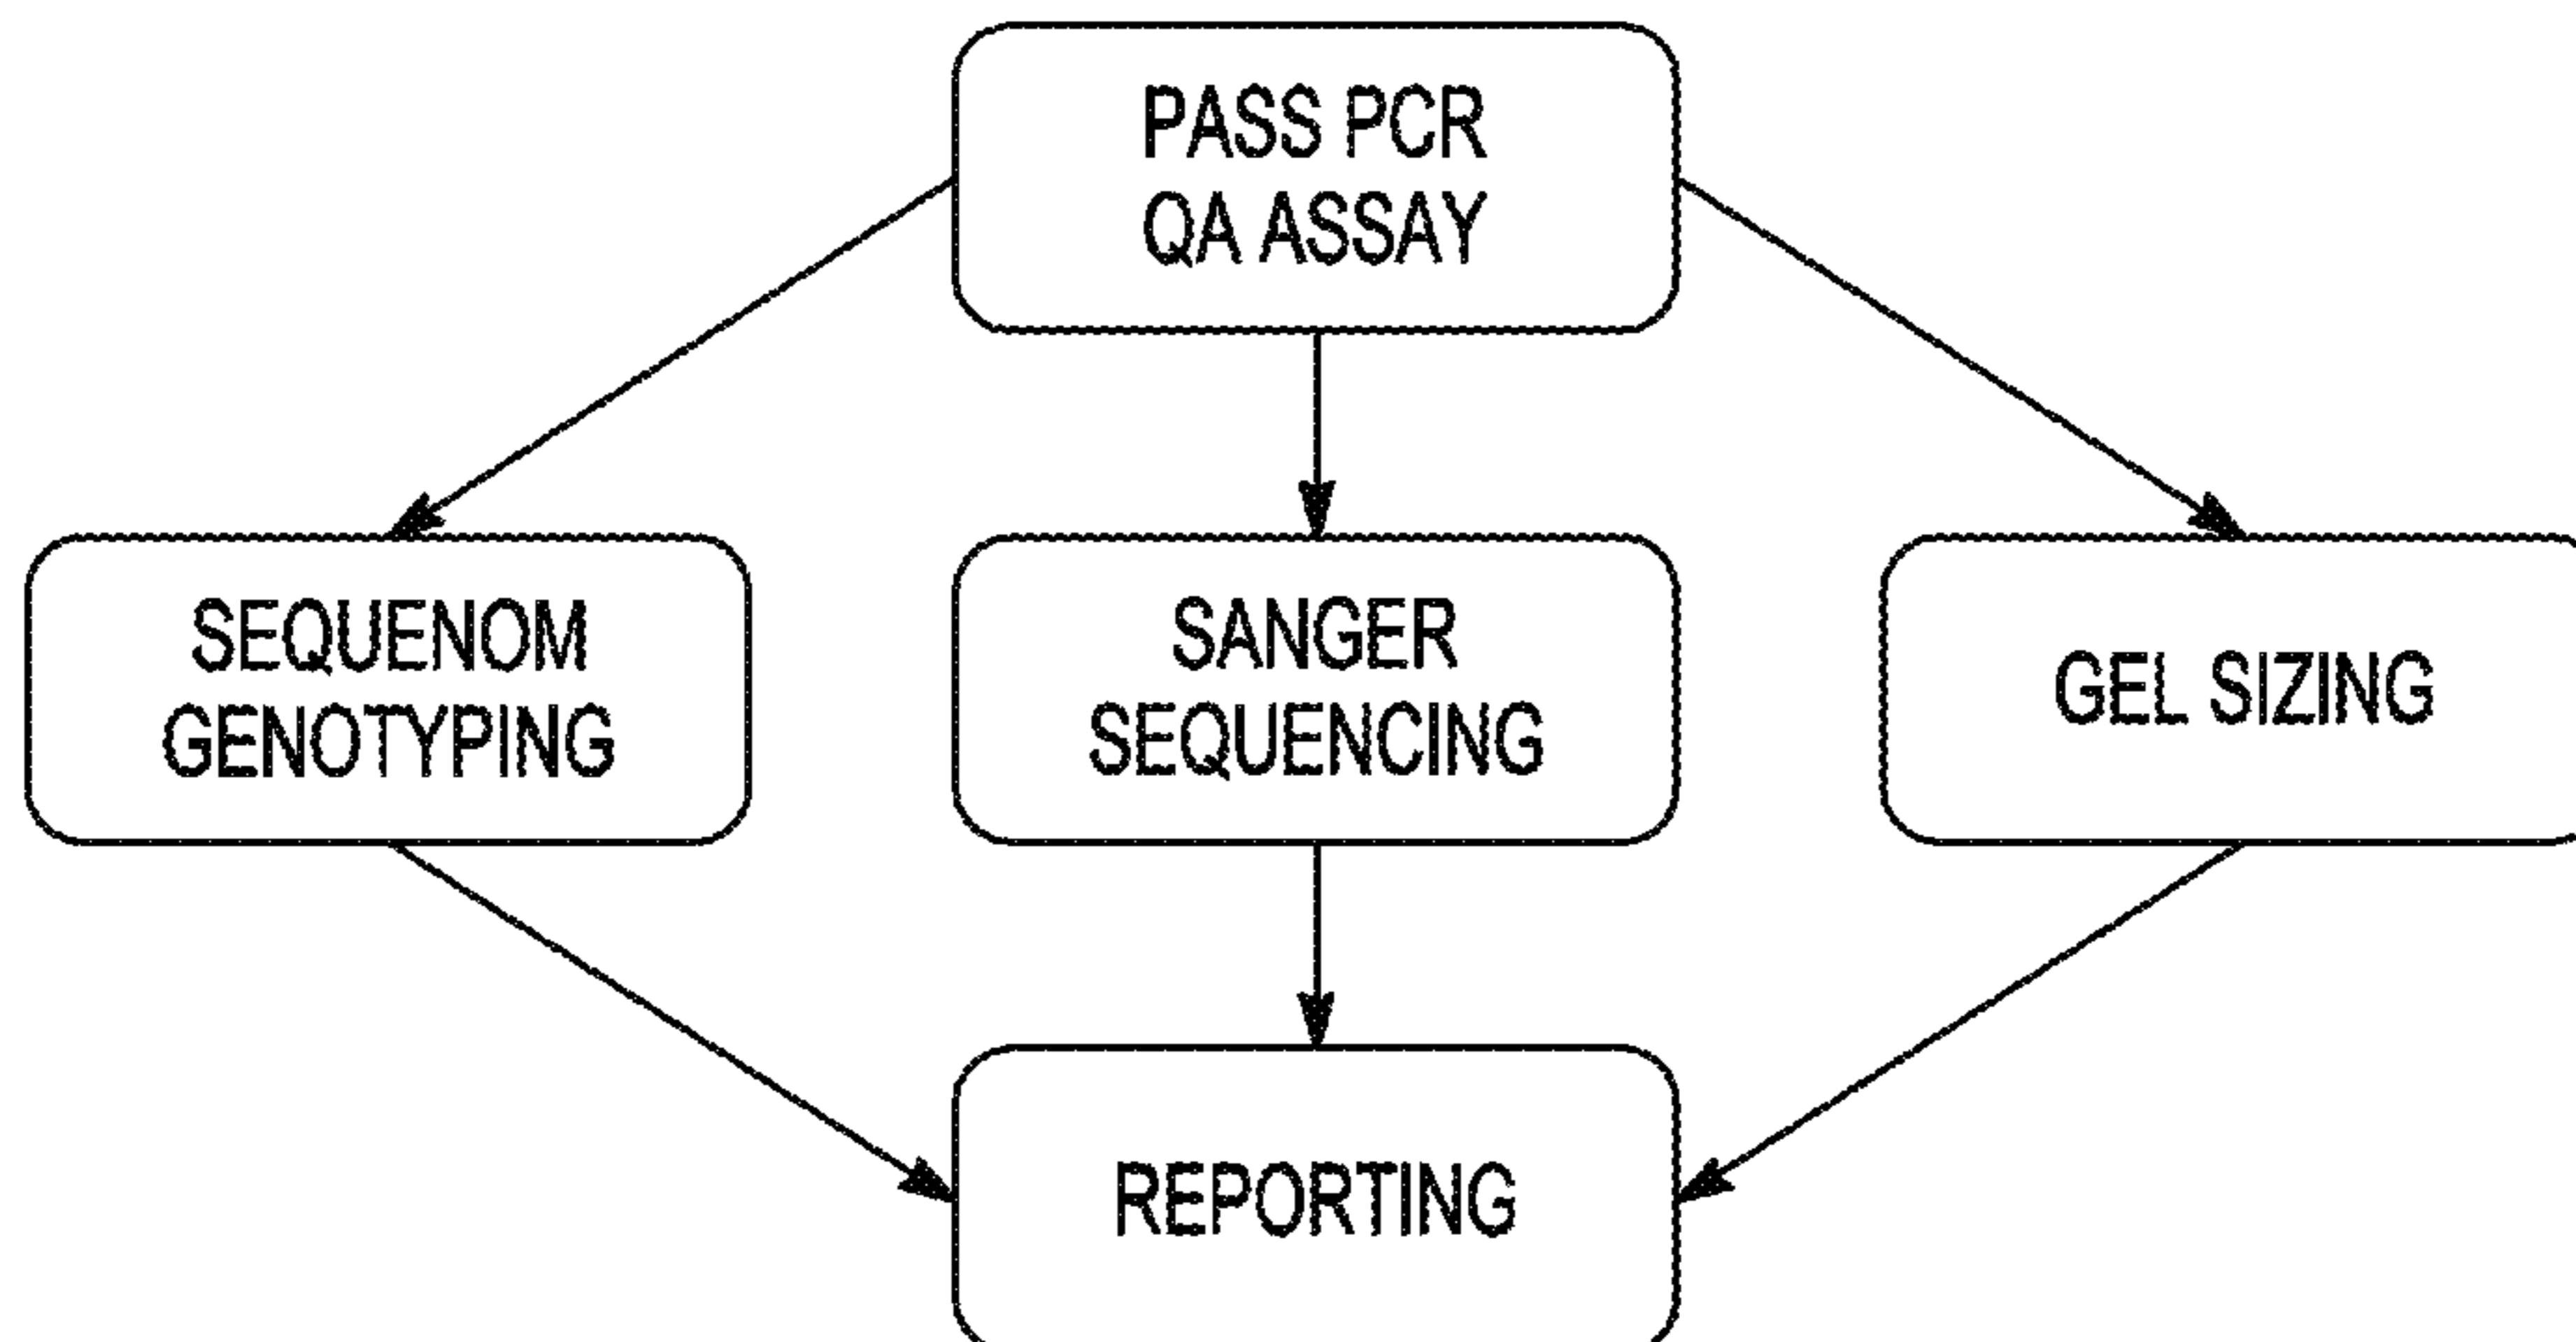 PASS PCR
QA ASSAY
SEQUENOM
GENOTYPING
SANGER
SEQUENCING
GEL SIZING
REPORTING